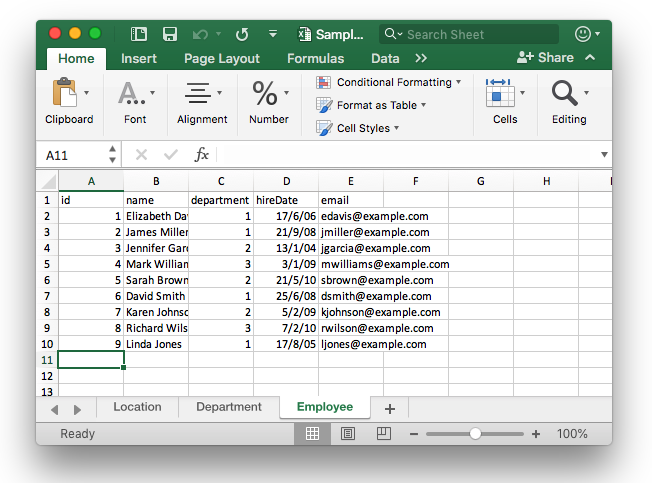 Sampl... Search Sheet
Home Insert Page Layout Formulas Data >> Share
Clipboard Font Alignment Number Conditional Formatting Format as Table Cell Styles Cells Editing
A11 fx
A B C D E F G H
1 id name department hireDate email
2 1 Elizabeth Da 1 17/6/06 edavis@example.com
3 2 James Miller 1 21/9/08 jmiller@example.com
4 3 Jennifer Garc 2 13/1/04 jgarcia@example.com
5 4 Mark William 3 3/1/09 mwilliams@example.com
6 5 Sarah Brown 2 21/5/10 sbrown@example.com
7 6 David Smith 1 25/6/08 dsmith@example.com
8 7 Karen Johnso 2 5/2/09 kjohnson@example.com
9 8 Richard Wils 3 7/2/10 rwilson@example.com
10 9 Linda Jones 1 17/8/05 ljones@example.com
11
12
13
Location Department Employee +
Ready − + 100%